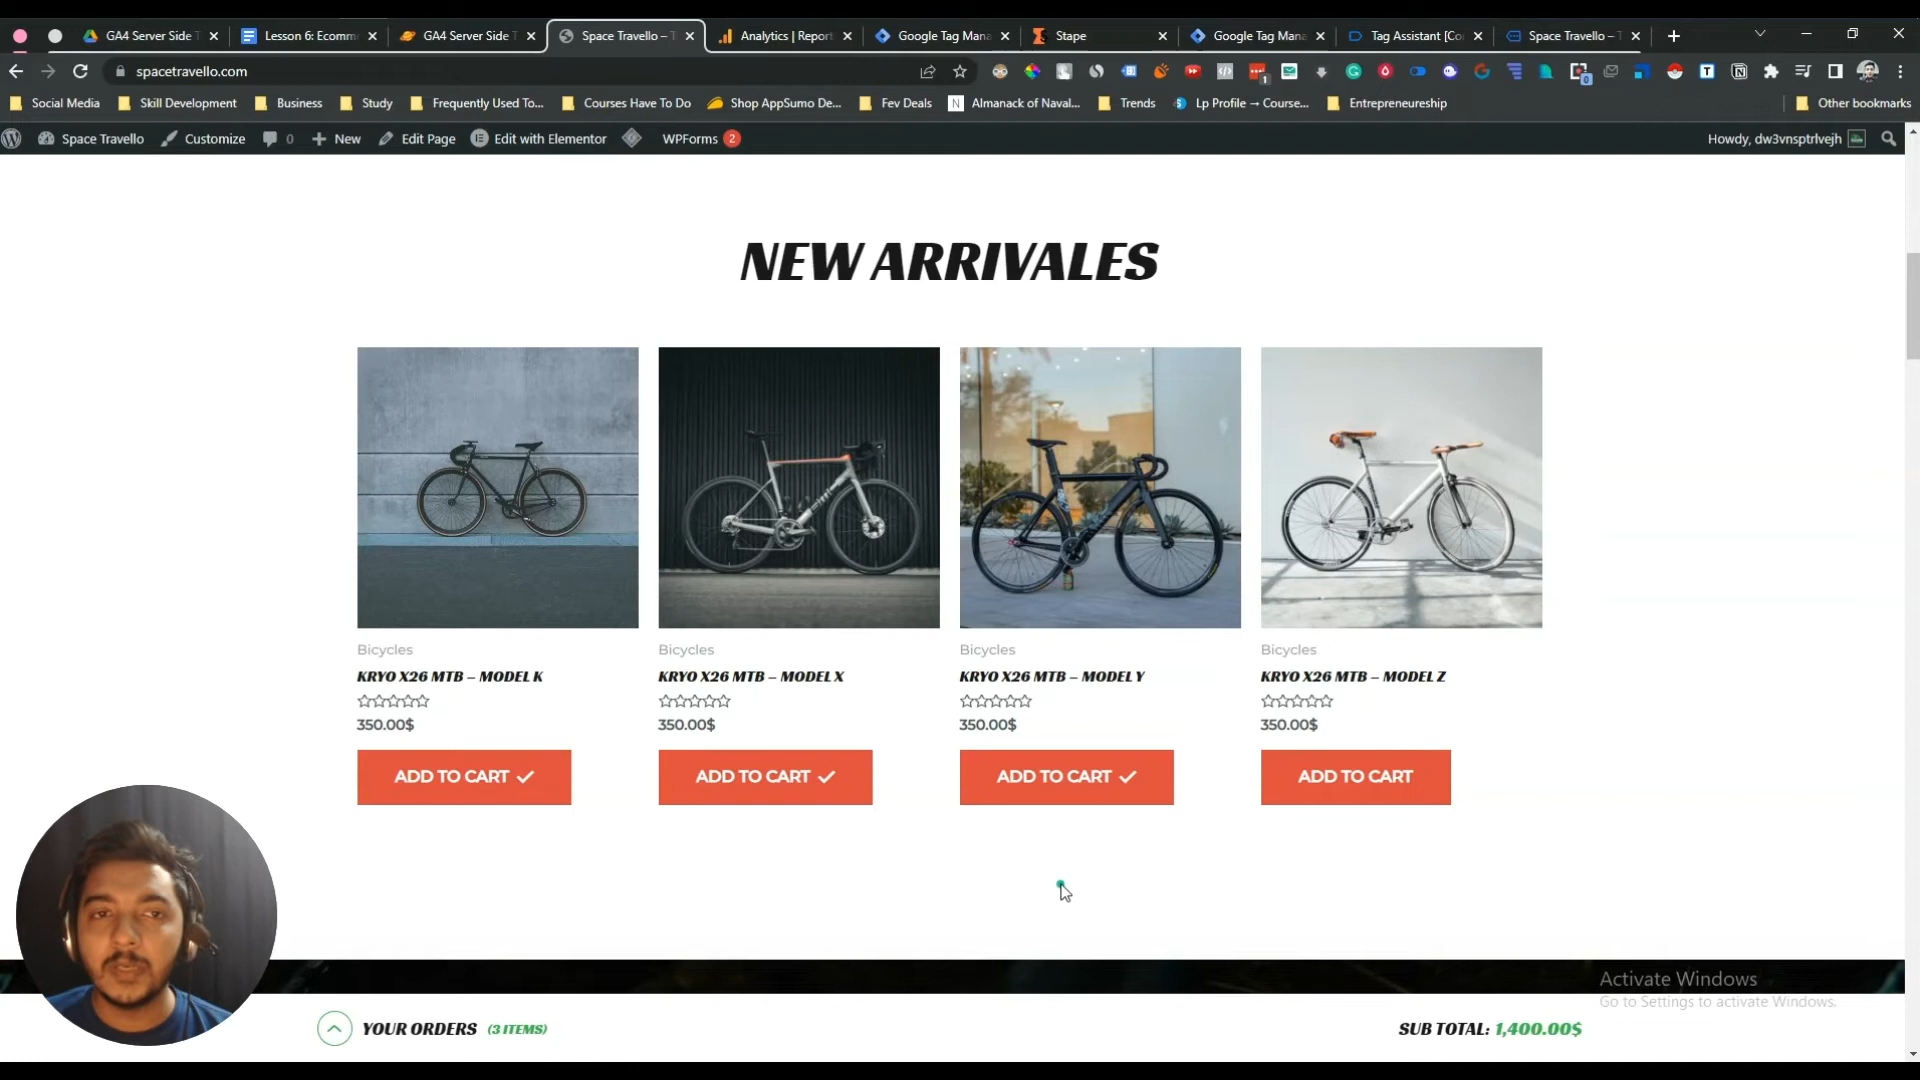 GA4 Server Side T
Lesson 6: Ecomm
GA4 Server Side T
Space Travello – T
Analytics | Report
Google Tag Mana
Stape
Google Tag Mana
Tag Assistant [Co
Space Travello – T
spacetravello.com
Social Media
Skill Development
Business
Study
Frequently Used To...
Courses Have To Do
Shop AppSumo De...
Fev Deals
Almanack of Naval...
Trends
Lp Profile → Course...
Entrepreneureship
Other bookmarks
Space Travello
Customize
0
New
Edit Page
Edit with Elementor
WPForms 2
Howdy, dw3vnsptrlvejh
NEW ARRIVALES
Bicycles
KRYO X26 MTB – MODEL K
350.00$
ADD TO CART
Bicycles
KRYO X26 MTB – MODEL X
350.00$
ADD TO CART
Bicycles
KRYO X26 MTB – MODEL Y
350.00$
ADD TO CART
Bicycles
KRYO X26 MTB – MODEL Z
350.00$
ADD TO CART
Activate Windows
Go to Settings to activate Windows.
YOUR ORDERS (3 ITEMS)
SUB TOTAL: 1,400.00$